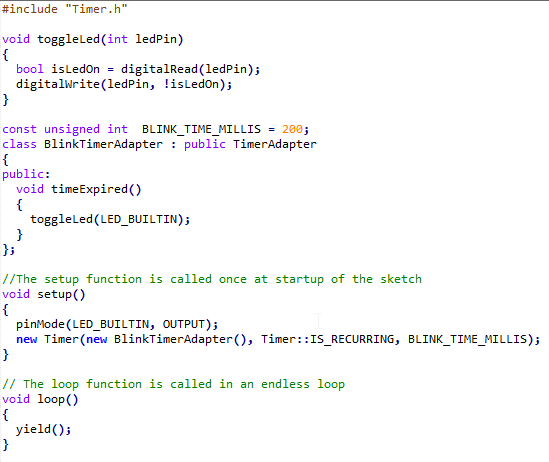 #include "Timer.h"
void toggleLed(int ledPin)
{
  bool isLedOn = digitalRead(ledPin);
  digitalWrite(ledPin, !isLedOn);
}
const unsigned int  BLINK_TIME_MILLIS = 200;
class BlinkTimerAdapter : public TimerAdapter
{
public:
  void timeExpired()
  {
    toggleLed(LED_BUILTIN);
  }
};
//The setup function is called once at startup of the sketch
void setup()
{
  pinMode(LED_BUILTIN, OUTPUT);
  new Timer(new BlinkTimerAdapter(), Timer::IS_RECURRING, BLINK_TIME_MILLIS);
}
// The loop function is called in an endless loop
void loop()
{
  yield();
}